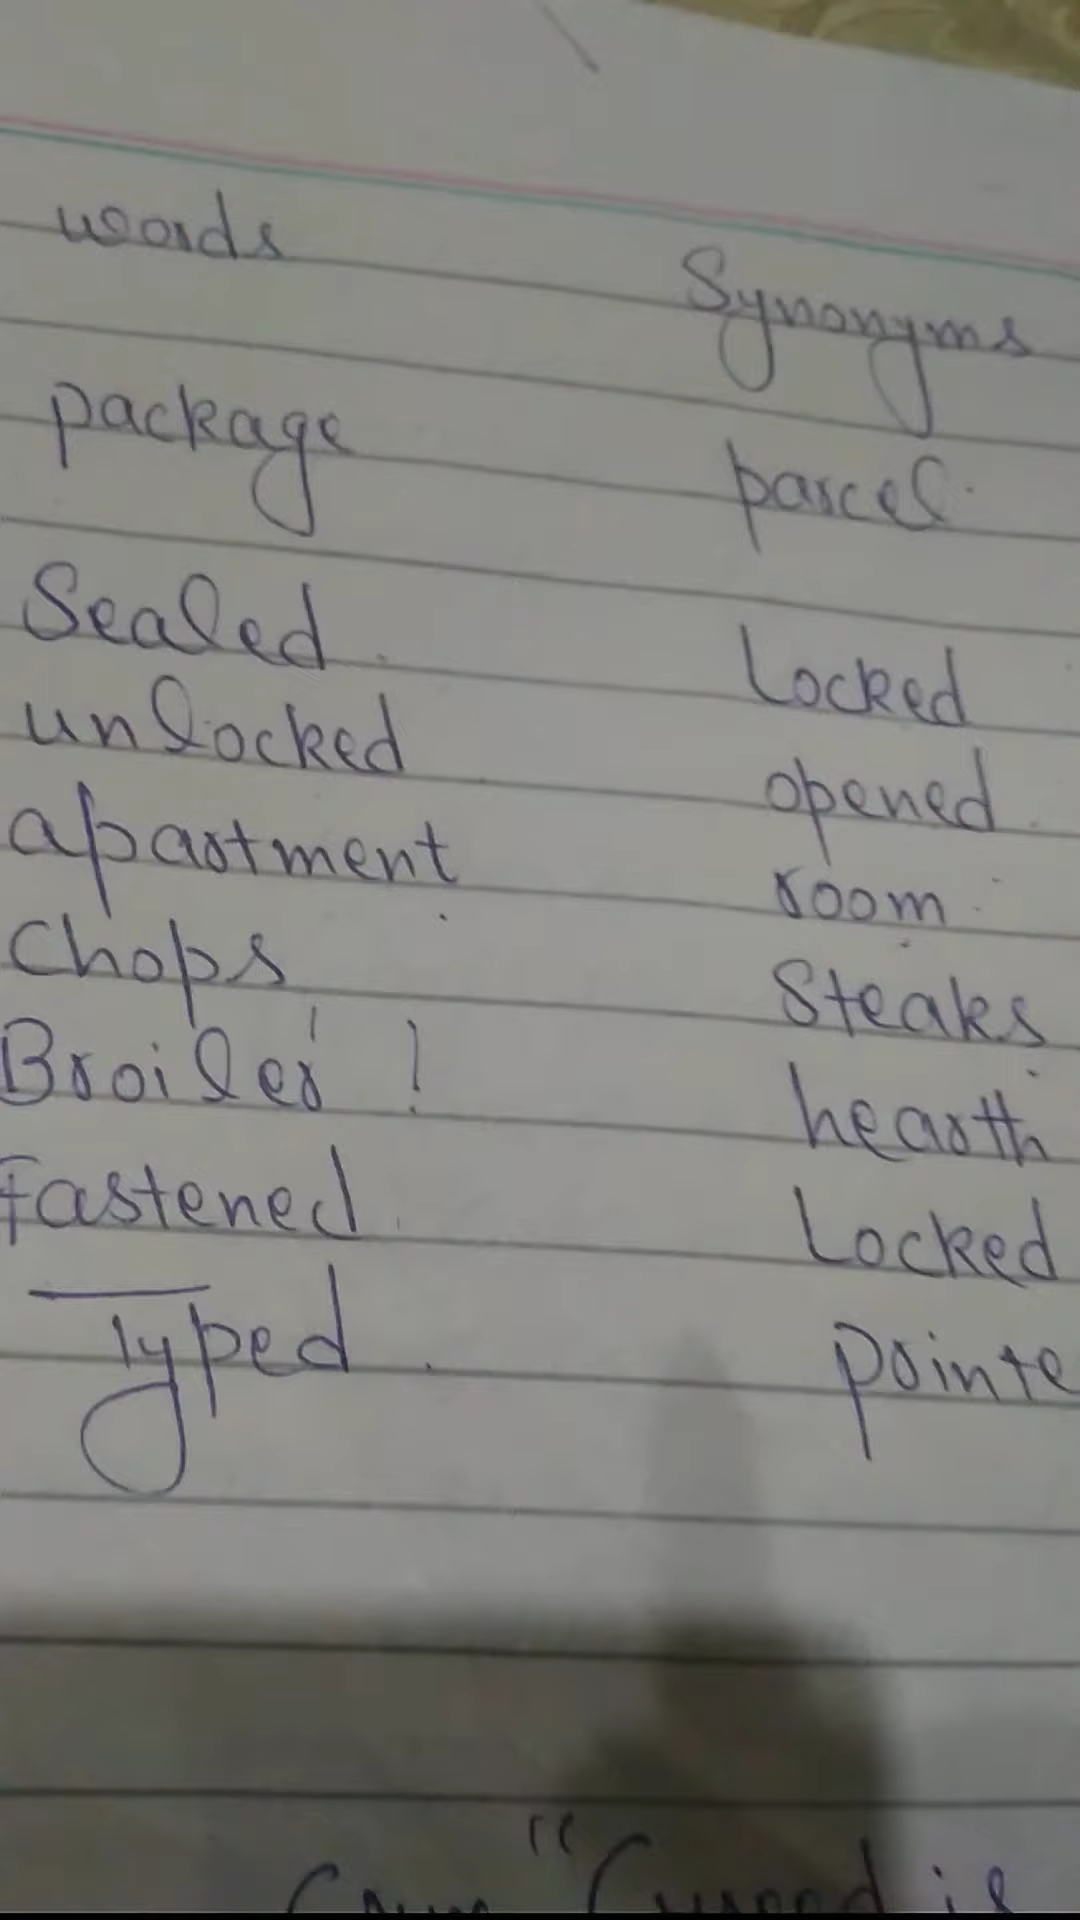 words Synonyms
package parcel.
Sealed. Locked
unlocked opened.
apartment room.
Chops Steaks
Broiler! hearth
Fastened. Locked
Typed. pointe